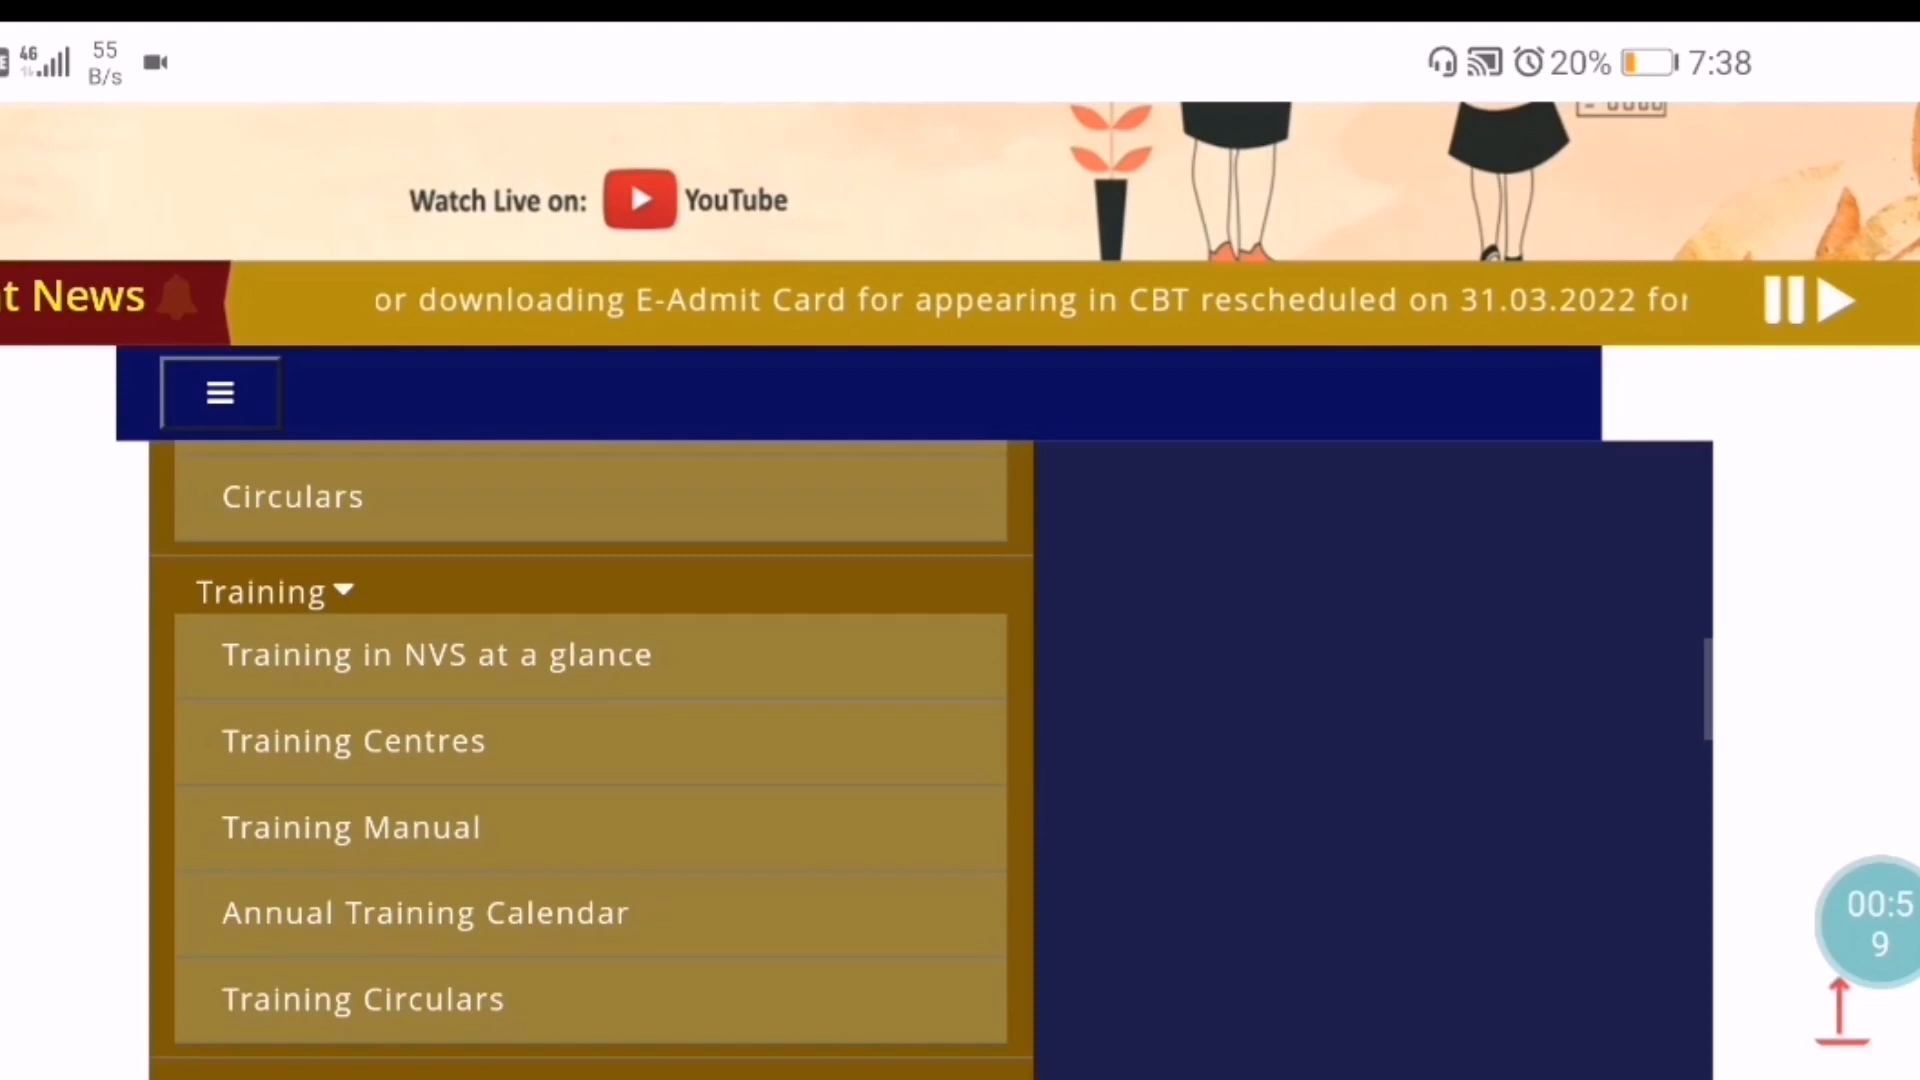 46 55
B/s
20% 7:38
Watch Live on: YouTube
t News or downloading E-Admit Card for appearing in CBT rescheduled on 31.03.2022 for
Circulars
Training
Training in NVS at a glance
Training Centres
Training Manual
Annual Training Calendar
Training Circulars
00:5
9